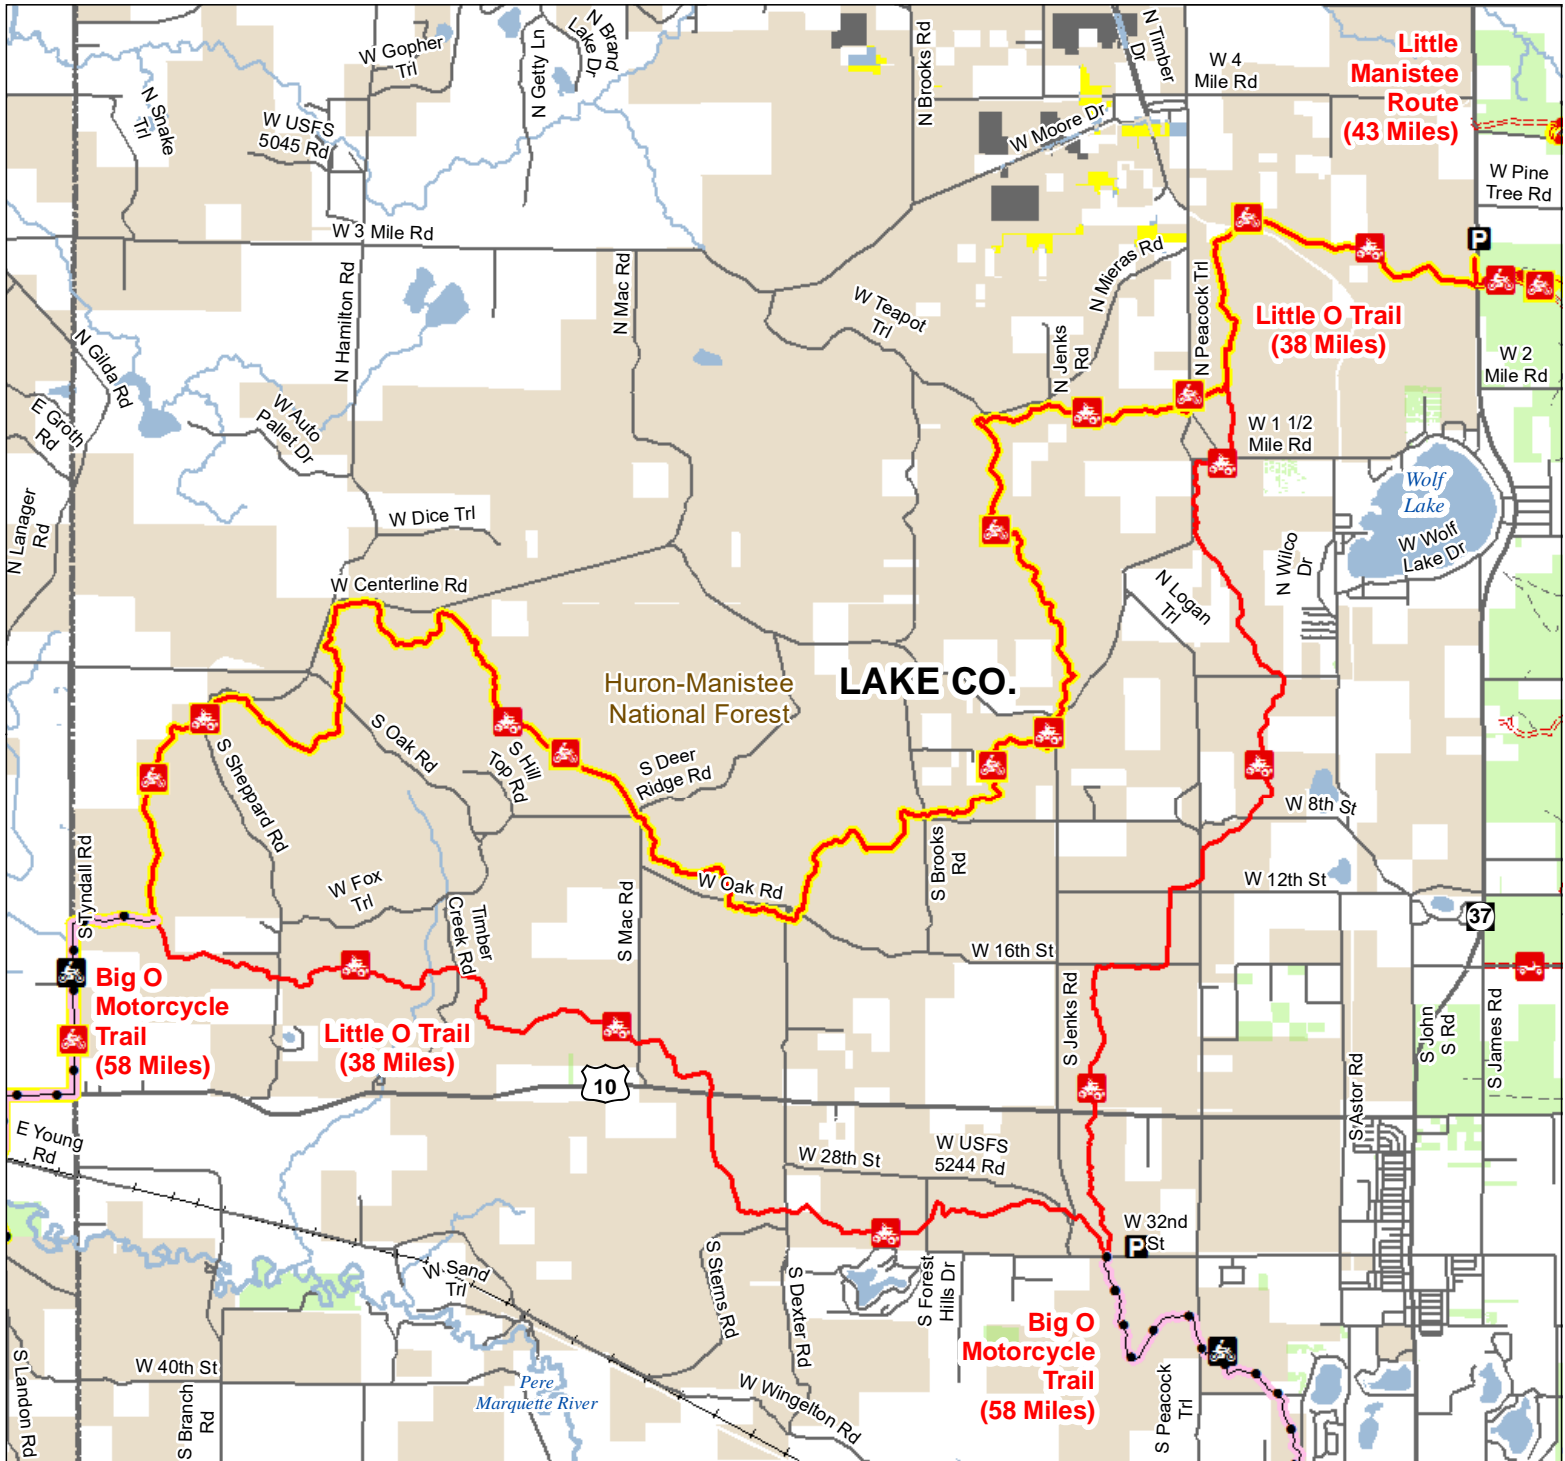 W Gopher
Trl
N Getty Ln
N Brand
Lake Dr
N Brooks Rd
N Timber
Dr
W 4
Mile Rd
Little
Manistee
Route
(43 Miles)
N Snake
Trl
W USFS
5045 Rd
W Moore Dr
W Pine
Tree Rd
W 3 Mile Rd
P
N Mieras Rd
N Hamilton Rd
N Mac Rd
W Teapot
Trl
N Peacock Trl
Little O Trail
(38 Miles)
N Gilda Rd
N Jenks
Rd
W 2
Mile Rd
E Groth
Rd
W Auto
Pallet Dr
W 1 1/2
Mile Rd
Wolf
Lake
N Lanager
Rd
W Dice Trl
W Wolf
Lake Dr
W Centerline Rd
N Logan
Trl
N Wilco
Dr
Huron-Manistee
National Forest
LAKE CO.
S Oak Rd
S Hill
Top Rd
S Deer
Ridge Rd
S Sheppard Rd
W 8th St
S Tyndall Rd
W Fox
Trl
W Oak Rd
S Brooks
Rd
W 12th St
Timber
Creek Rd
S Mac Rd
37
W 16th St
Big O
Motorcycle
Trail
(58 Miles)
Little O Trail
(38 Miles)
S Jenks Rd
S John
S Rd
S James Rd
10
S Astor Rd
E Young
Rd
W 28th St
W USFS
5244 Rd
W 32nd
St
P
W Sand
Trl
S Sterns Rd
S Dexter Rd
S Forest
Hills Dr
Big O
Motorcycle
Trail
(58 Miles)
S Landon Rd
W 40th St
S Branch
Rd
Pere
Marquette River
W Wingelton Rd
S Peacock
Trl